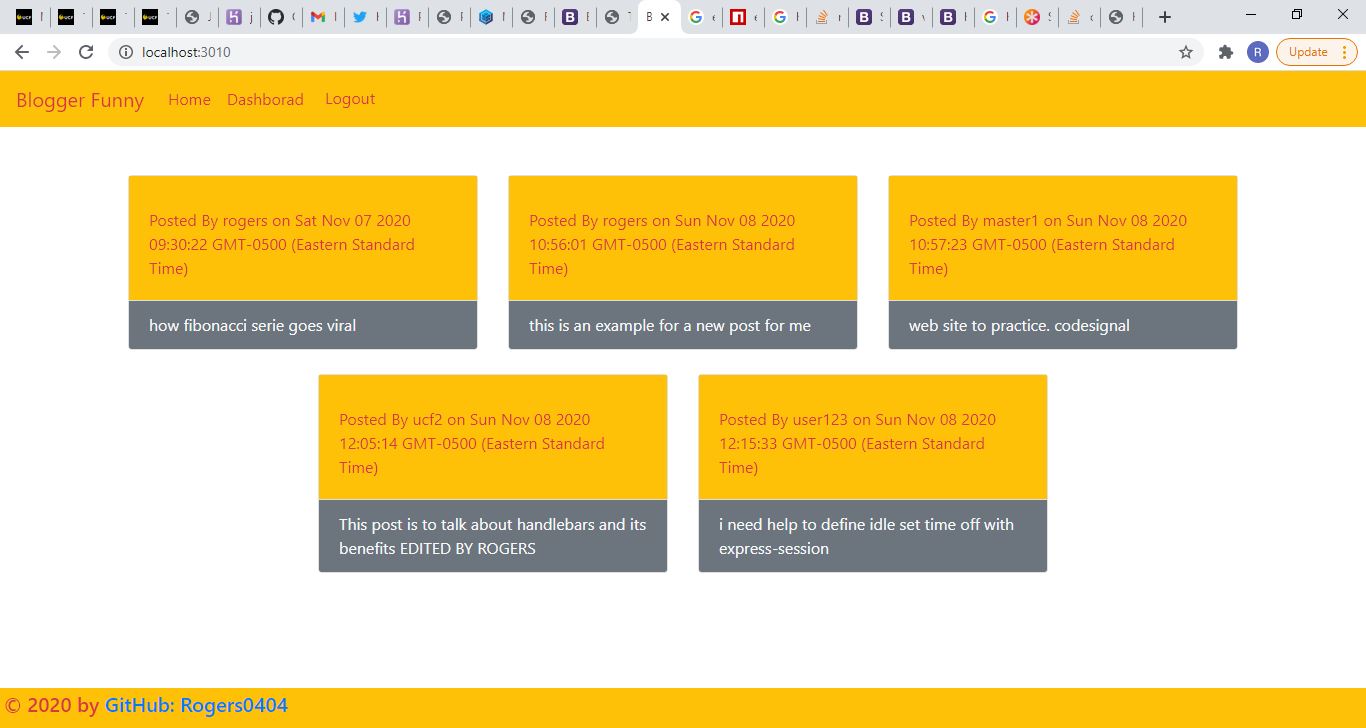 localhost:3010
R
Update
Blogger Funny Home Dashborad Logout
Posted By rogers on Sat Nov 07 2020
09:30:22 GMT-0500 (Eastern Standard
Time)
how fibonacci serie goes viral
Posted By rogers on Sun Nov 08 2020
10:56:01 GMT-0500 (Eastern Standard
Time)
this is an example for a new post for me
Posted By master1 on Sun Nov 08 2020
10:57:23 GMT-0500 (Eastern Standard
Time)
web site to practice. codesignal
Posted By ucf2 on Sun Nov 08 2020
12:05:14 GMT-0500 (Eastern Standard
Time)
This post is to talk about handlebars and its
benefits EDITED BY ROGERS
Posted By user123 on Sun Nov 08 2020
12:15:33 GMT-0500 (Eastern Standard
Time)
i need help to define idle set time off with
express-session
© 2020 by GitHub: Rogers0404